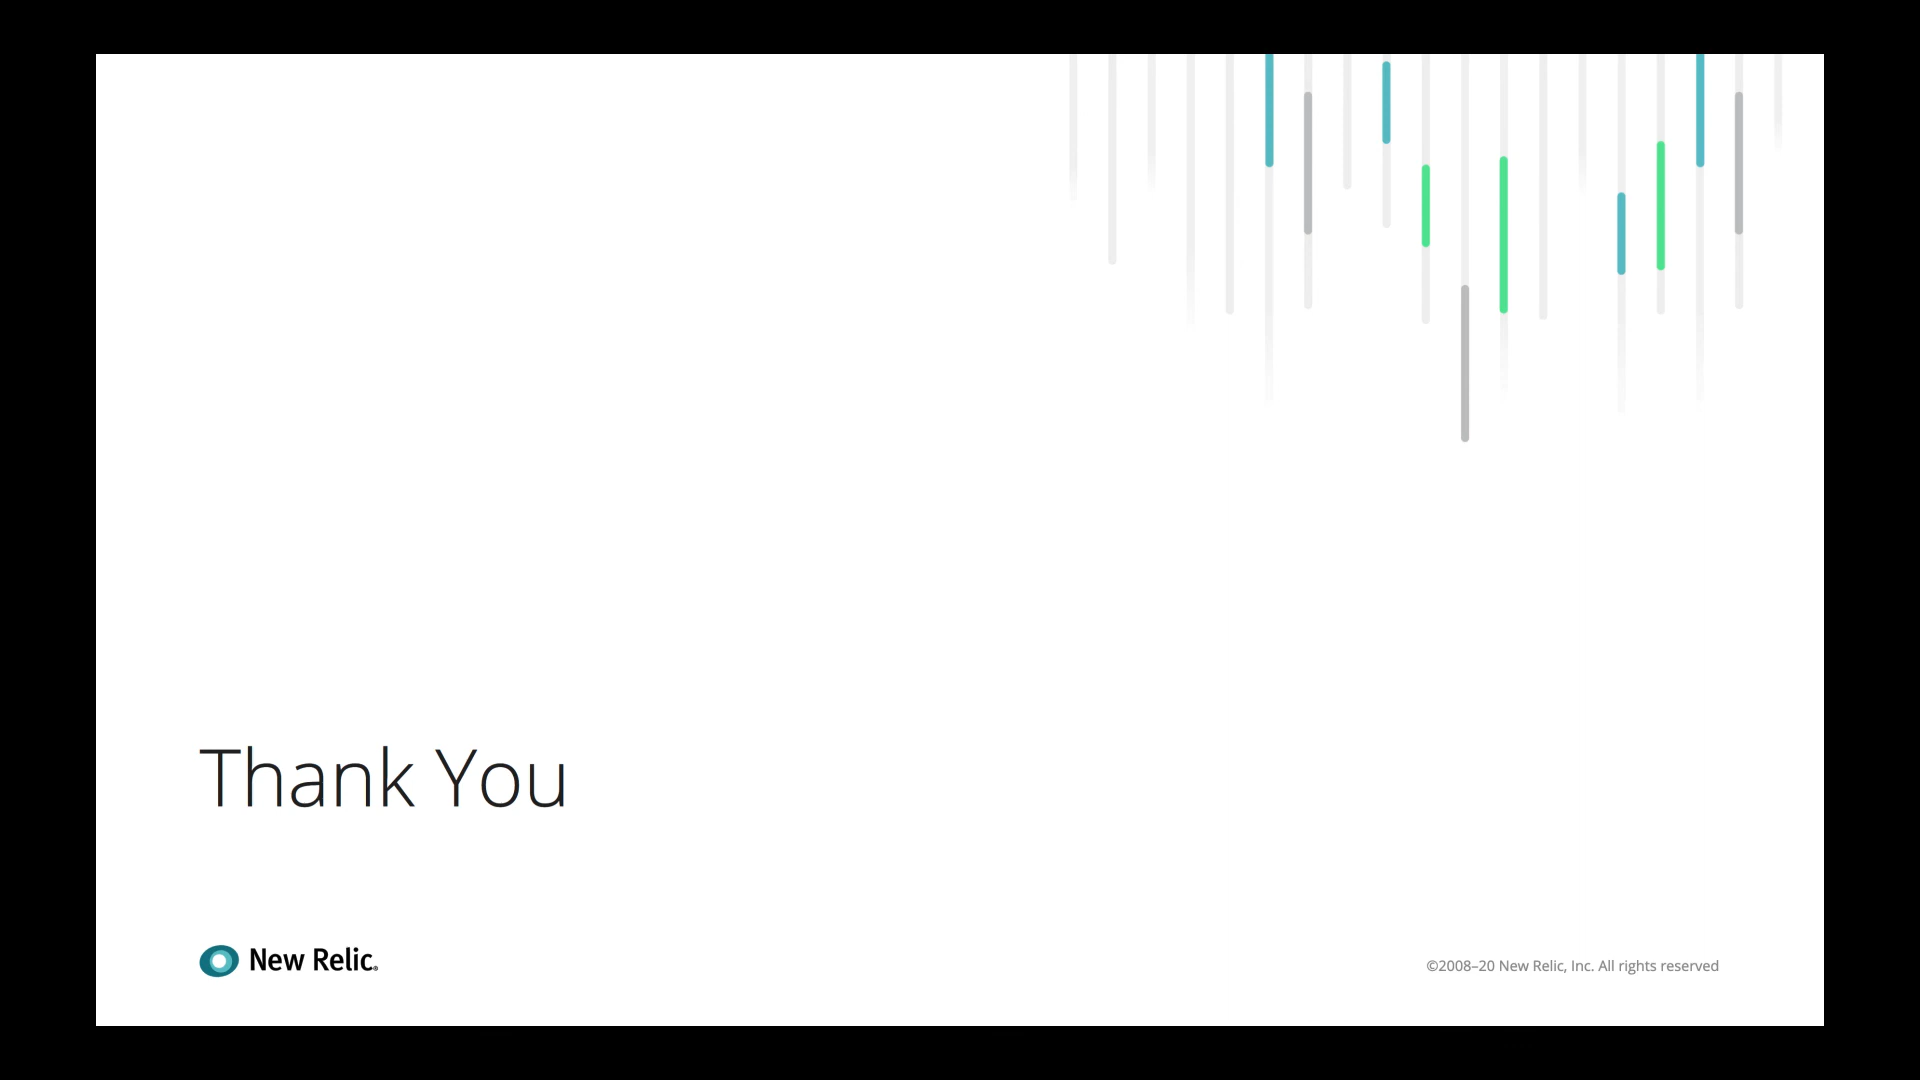 Thank You
New Relic®
©2008–20 New Relic, Inc. All rights reserved